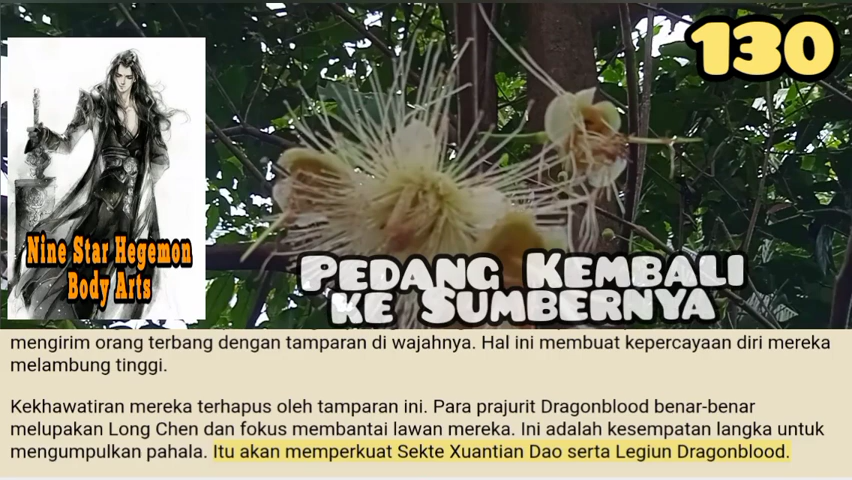 130
Nine Star Hegemon
Body Arts
PEDANG KEMBALI
KE SUMBERNYA
mengirim orang terbang dengan tamparan di wajahnya. Hal ini membuat kepercayaan diri mereka
melambung tinggi.
Kekhawatiran mereka terhapus oleh tamparan ini. Para prajurit Dragonblood benar-benar
melupakan Long Chen dan fokus membantai lawan mereka. Ini adalah kesempatan langka untuk
mengumpulkan pahala. Itu akan memperkuat Sekte Xuantian Dao serta Legiun Dragonblood.